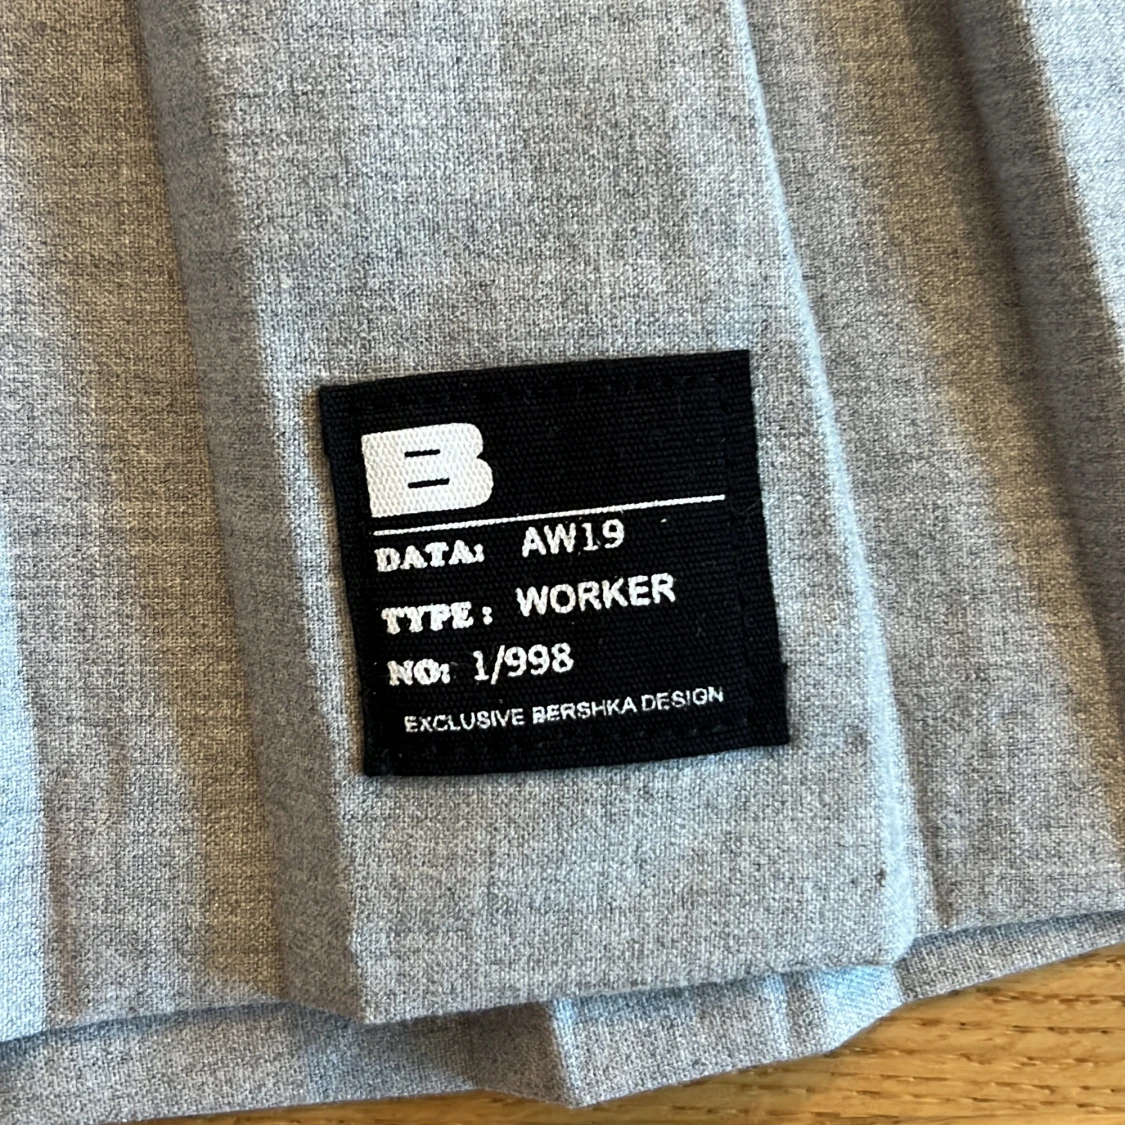 B
DATA: AW19
TYPE: WORKER
NO: 1/998
EXCLUSIVE BERSHKA DESIGN